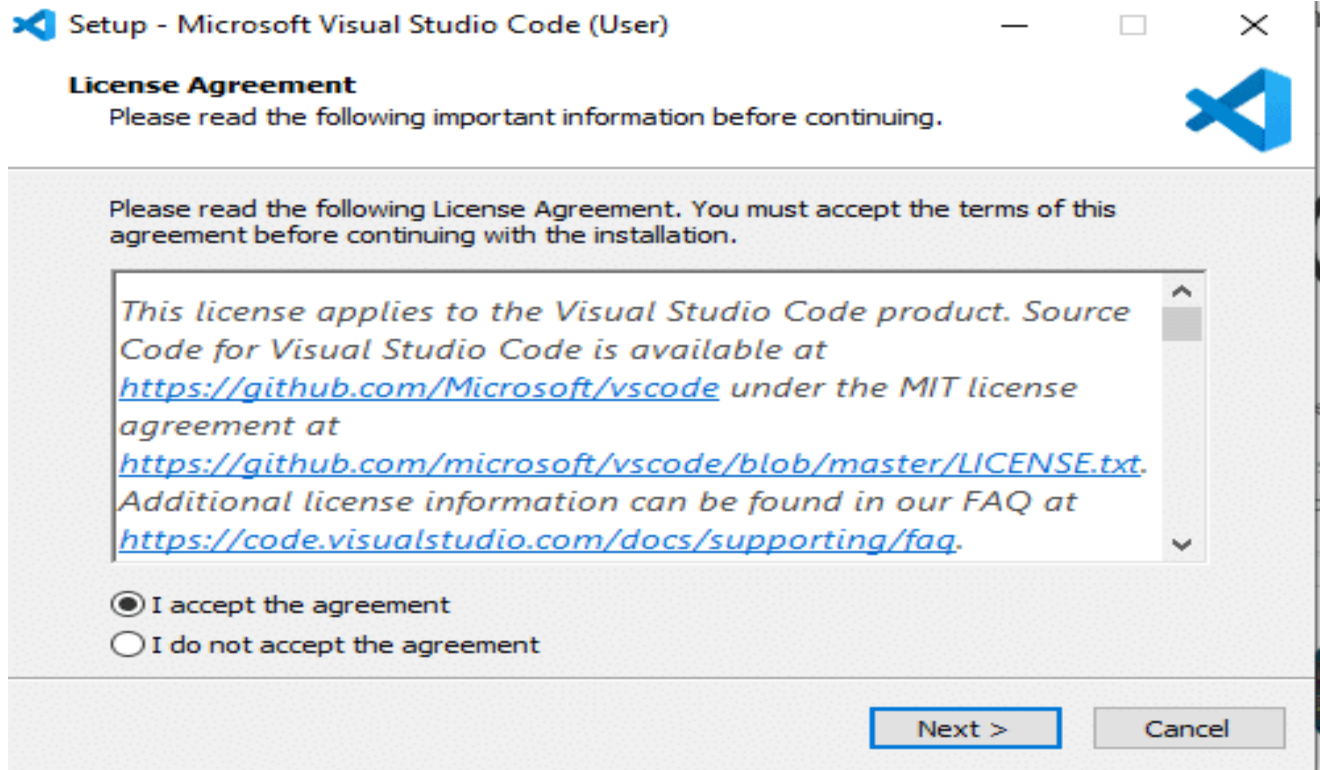 Setup - Microsoft Visual Studio Code (User)
License Agreement
Please read the following important information before continuing.
Please read the following License Agreement. You must accept the terms of this
agreement before continuing with the installation.
This license applies to the Visual Studio Code product. Source
Code for Visual Studio Code is available at
https://github.com/Microsoft/vscode under the MIT license
agreement at
https://github.com/microsoft/vscode/blob/master/LICENSE.txt.
Additional license information can be found in our FAQ at
https://code.visualstudio.com/docs/supporting/faq.
I accept the agreement
I do not accept the agreement
Next >
Cancel